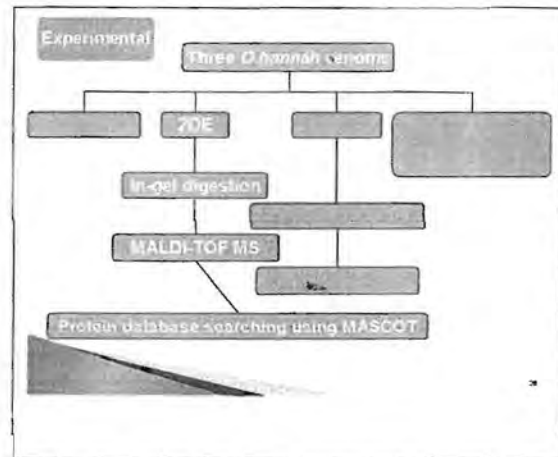 Experimental
Three O.hannah venoms
2DE
In-gel digestion
MALDI-TOF MS
Protein database searching using MASCOT